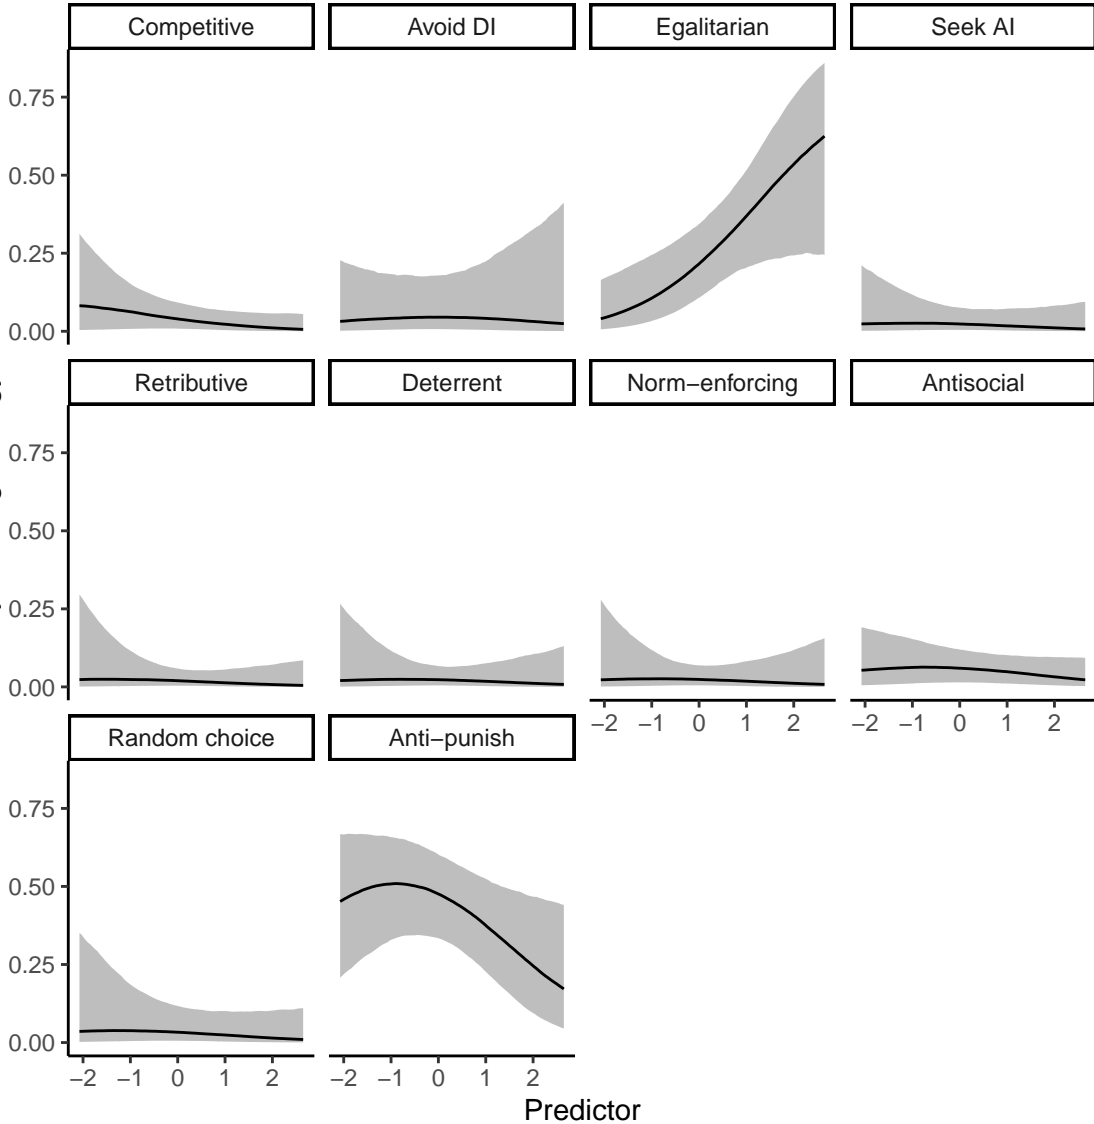 Competitive Avoid DI Egalitarian Seek AI
0.75
0.50
0.25
0.00
Retributive Deterrent Norm−enforcing Antisocial
0.75
0.50
0.25
0.00
−2 −1 0 1 2 −2 −1 0 1 2
Random choice Anti−punish
0.75
0.50
0.25
0.00
−2 −1 0 1 2 −2 −1 0 1 2
Predictor